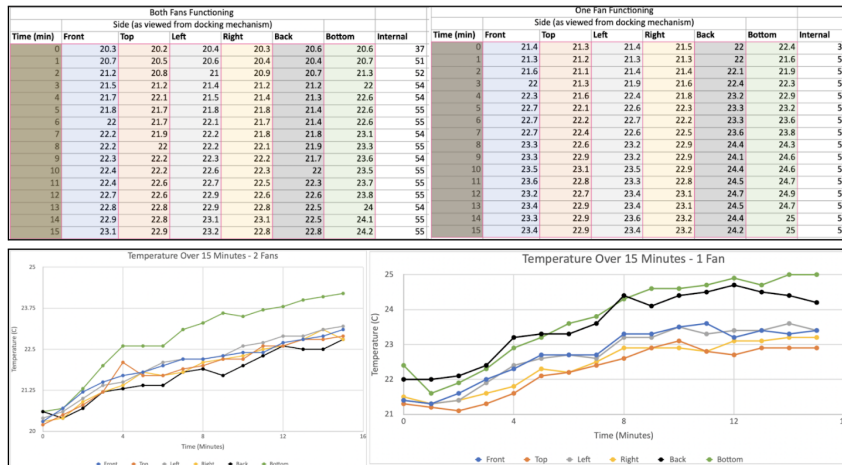 Both Fans Functioning
Side (as viewed from docking mechanism)
Time (min) Front Top Left Right Back Bottom Internal
0 20.3 20.2 20.4 20.3 20.6 20.6 37
1 20.7 20.5 20.6 20.4 20.4 20.7 51
2 21.2 20.8 21 20.9 20.7 21.3 52
3 21.5 21.2 21.4 21.2 21.2 22 54
4 21.7 22.1 21.5 21.4 21.3 22.6 54
5 21.8 21.7 21.8 21.8 21.4 22.6 55
6 22 21.7 22.1 21.7 21.4 22.6 55
7 22.2 21.9 22.2 21.8 21.8 23.1 54
8 22.2 22 22.2 22.1 21.9 23.3 54
9 22.3 22.2 22.3 22.2 21.7 23.6 54
10 22.4 22.2 22.6 22.3 22 23.5 55
11 22.4 22.6 22.7 22.5 22.3 23.7 55
12 22.7 22.6 22.9 22.6 22.6 23.8 55
13 22.8 22.8 22.9 22.8 22.5 24 54
14 22.9 22.8 23.1 23.1 22.5 24.1 55
15 23.1 22.9 23.2 22.8 22.8 24.2 55
One Fan Functioning
Side (as viewed from docking mechanism)
Time (min) Front Top Left Right Back Bottom Internal
0 21.4 21.3 21.4 21.5 22 22.4
1 21.3 21.2 21.3 21.3 22 21.6
2 21.6 21.1 21.4 21.4 22.1 21.9
3 22 21.3 21.9 21.6 22.4 22.3
4 22.3 21.6 22.4 21.8 23.2 22.9
5 22.7 22.1 22.6 22.3 23.3 23.2
6 22.7 22.2 22.7 22.2 23.3 23.6
7 22.7 22.4 22.6 22.5 23.6 23.8
8 23.3 22.6 23.2 22.9 24.4 24.3
9 23.3 22.9 23.2 22.9 24.1 24.6
10 23.5 23.1 23.5 22.9 24.4 24.6
11 23.6 22.8 23.3 22.8 24.5 24.7
12 23.2 22.7 23.4 23.1 24.7 24.9
13 23.4 22.9 23.4 23.1 24.5 24.7
14 23.3 22.9 23.6 23.2 24.4 25
15 23.4 22.9 23.4 23.2 24.2 25
Temperature Over 15 Minutes - 2 Fans
Temperature (C)
25
23.75
22.5
21.25
20
0 4 8 12 16
Time (Minutes)
Front Top Left Right Back Bottom
Temperature Over 15 Minutes - 1 Fan
Temperature (C)
25
24
23
22
21
0 4 8 12
Time (Minutes)
Front Top Left Right Back Bottom